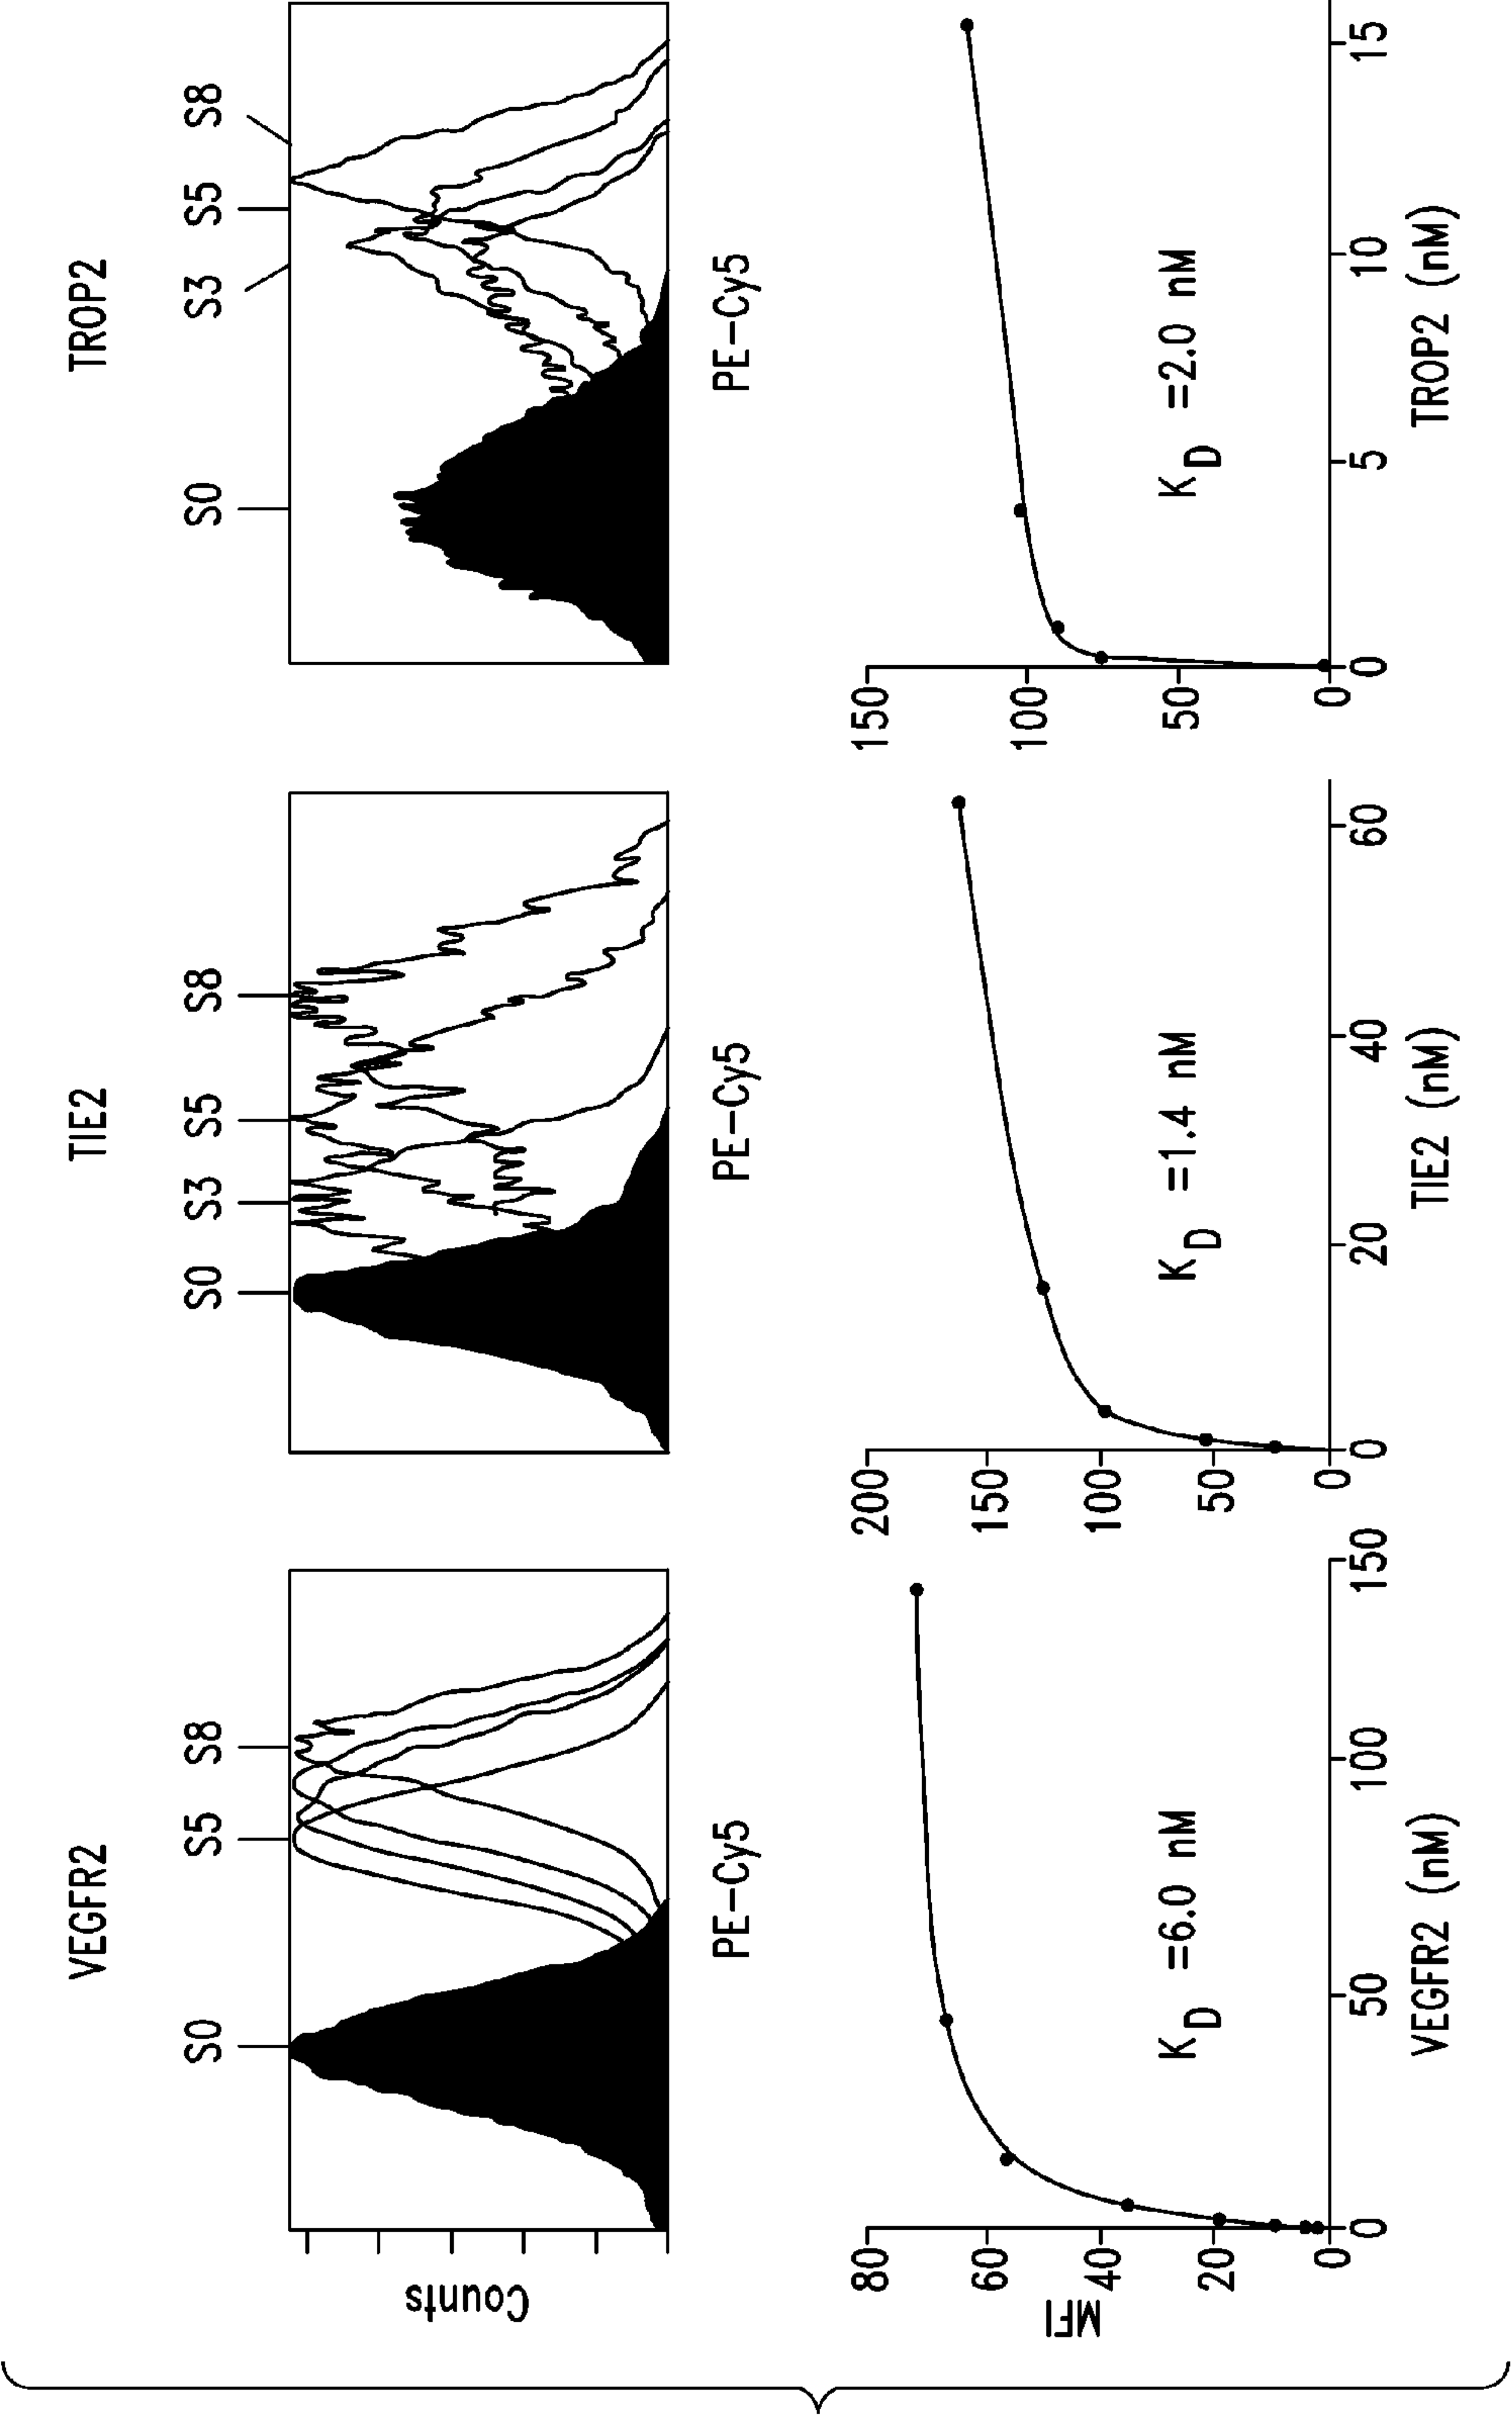 VEGFR2
TIE2
TROP2
S0 S5 S8
S0 S3 S5 S8
S0 S3 S5 S8
Counts
PE-Cy5
PE-Cy5
PE-Cy5
MFI
80
60
40
20
0
KD =6.0 nM
0 50 100 150
VEGFR2 (nM)
200
150
100
50
0
KD =1.4 nM
0 20 40 60
TIE2 (nM)
150
100
50
0
KD =2.0 nM
0 5 10 15
TROP2 (nM)